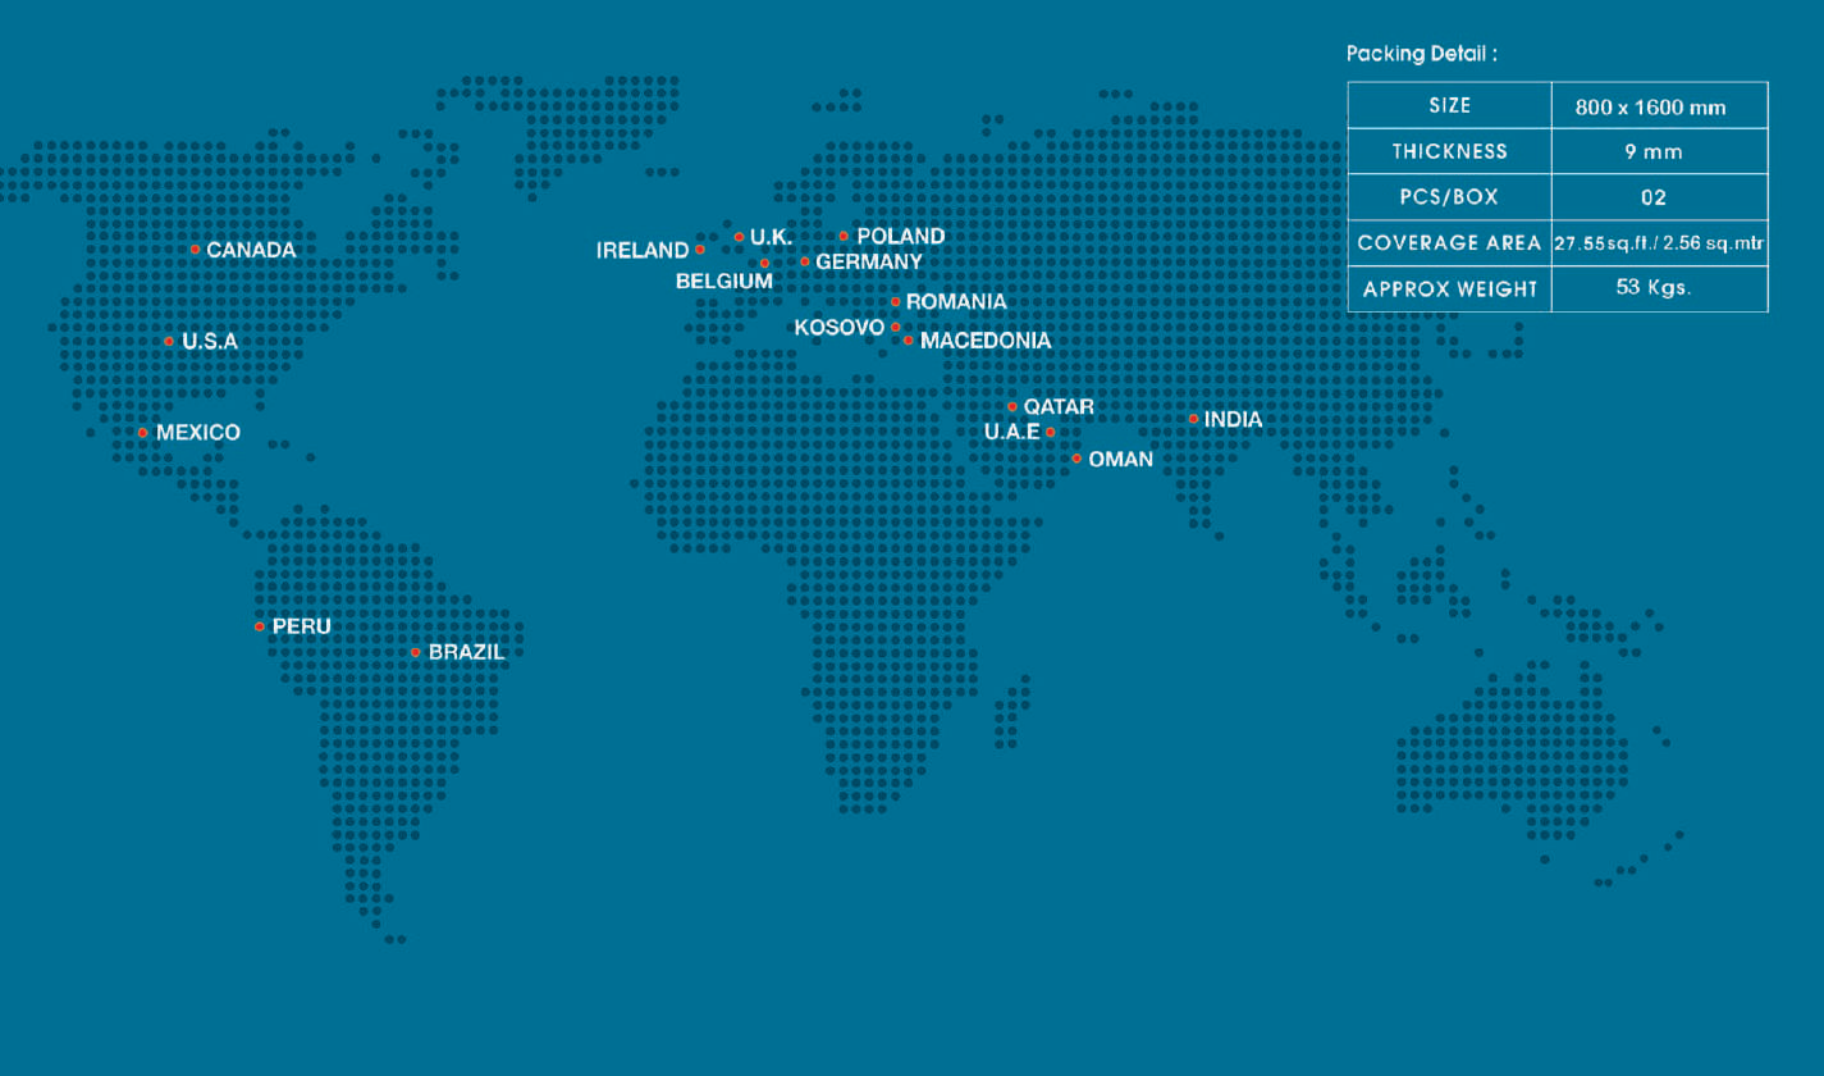 Packing Detail :
SIZE 800 x 1600 mm
THICKNESS 9 mm
PCS/BOX 02
COVERAGE AREA 27.55sq.ft./ 2.56 sq.mtr
APPROX WEIGHT 53 Kgs.
CANADA
U.S.A
MEXICO
PERU
BRAZIL
IRELAND
U.K.
POLAND
BELGIUM
GERMANY
ROMANIA
KOSOVO
MACEDONIA
QATAR
U.A.E
OMAN
INDIA